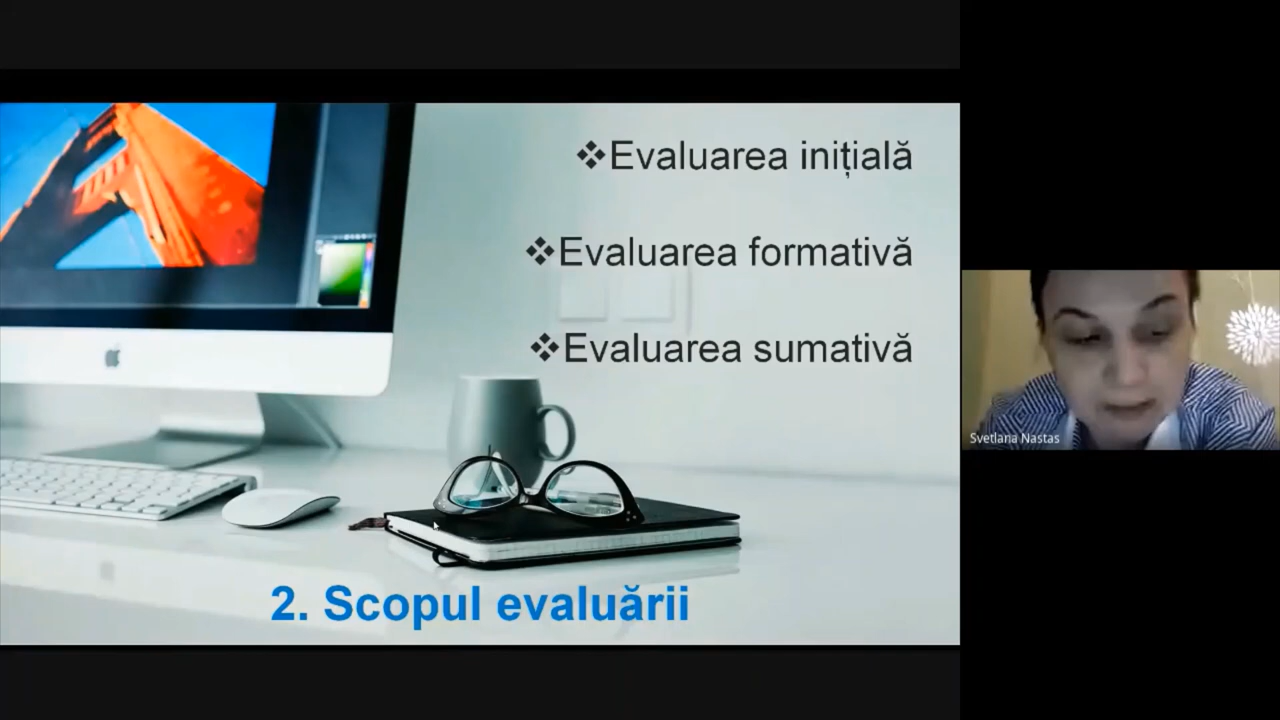 ❖Evaluarea inițială
❖Evaluarea formativă
❖Evaluarea sumativă
2. Scopul evaluării
Svetlana Nastas